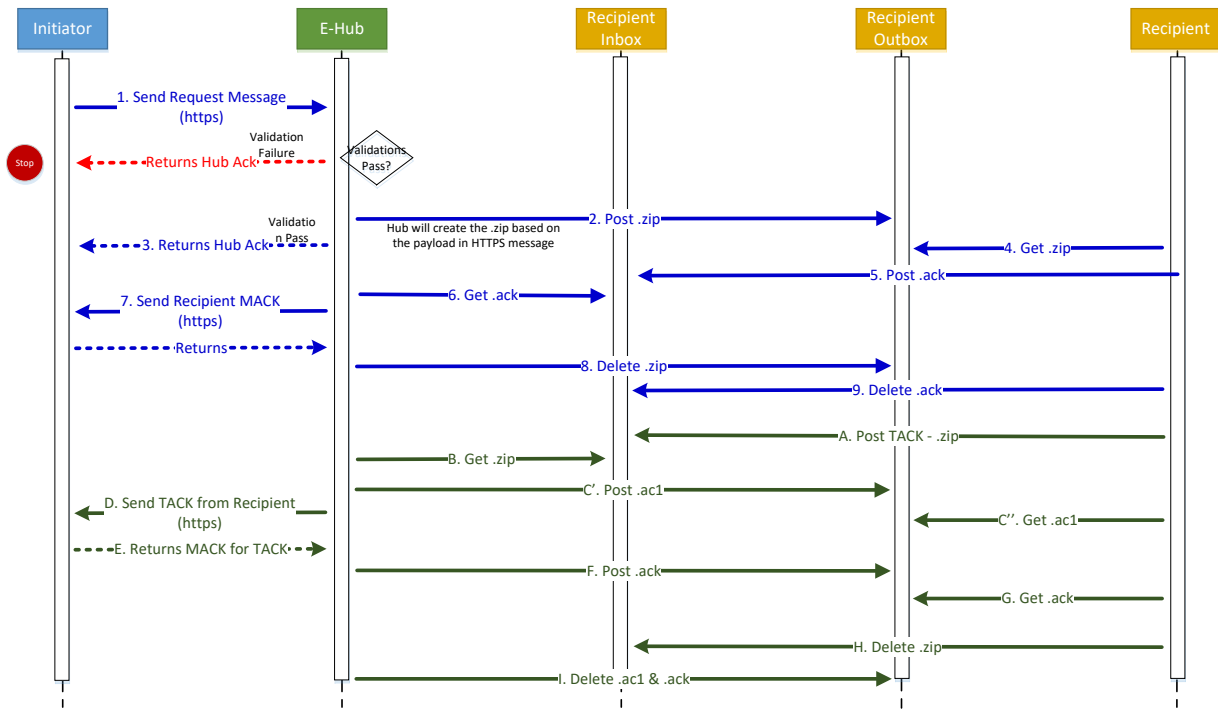 Initiator
E-Hub
Recipient
Inbox
Recipient
Outbox
Recipient
1. Send Request Message
(https)
Stop
Returns Hub Ack
Validation
Failure
Validations
Pass?
2. Post .zip
Hub will create the .zip based on
the payload in HTTPS message
Validatio
n Pass
3. Returns Hub Ack
4. Get .zip
5. Post .ack
6. Get .ack
7. Send Recipient MACK
(https)
Returns
8. Delete .zip
9. Delete .ack
A. Post TACK - .zip
B. Get .zip
C’. Post .ac1
D. Send TACK from Recipient
(https)
C’’. Get .ac1
E. Returns MACK for TACK
F. Post .ack
G. Get .ack
H. Delete .zip
I. Delete .ac1 & .ack